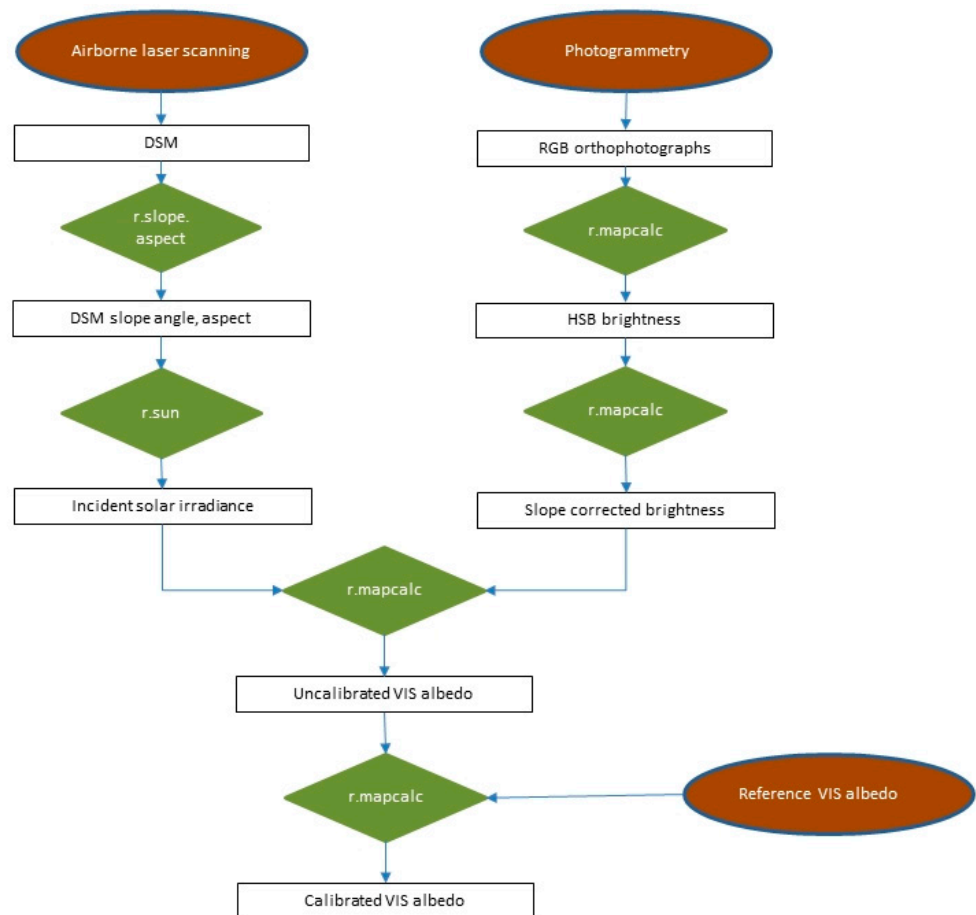 Airborne laser scanning
Photogrammetry
DSM
RGB orthophotographs
r.slope.
aspect
r.mapcalc
DSM slope angle, aspect
HSB brightness
r.sun
r.mapcalc
Incident solar irradiance
Slope corrected brightness
r.mapcalc
Uncalibrated VIS albedo
r.mapcalc
Reference VIS albedo
Calibrated VIS albedo